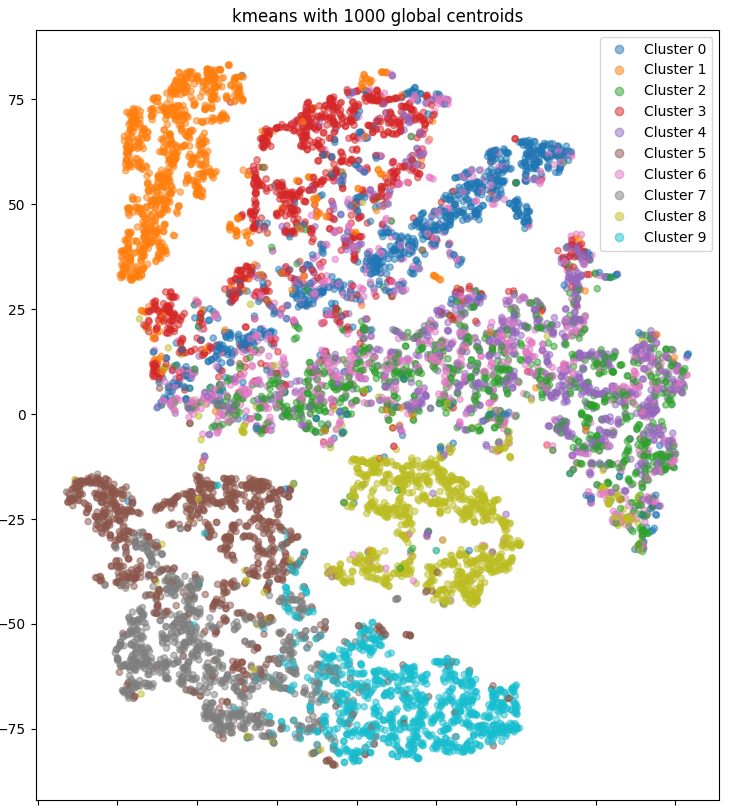 kmeans with 1000 global centroids
Cluster 0
Cluster 1
Cluster 2
Cluster 3
Cluster 4
Cluster 5
Cluster 6
Cluster 7
Cluster 8
Cluster 9
75
50
25
0
−25
−50
−75